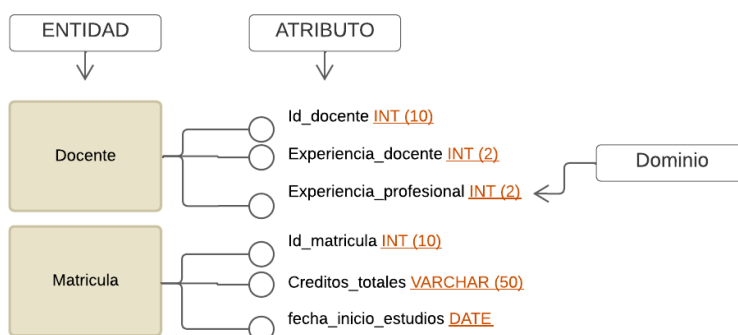 ENTIDAD
ATRIBUTO
Docente
Id_docente INT (10)
Experiencia_docente INT (2)
Experiencia_profesional INT (2)
Dominio
Matricula
Id_matricula INT (10)
Creditos_totales VARCHAR (50)
fecha_inicio_estudios DATE